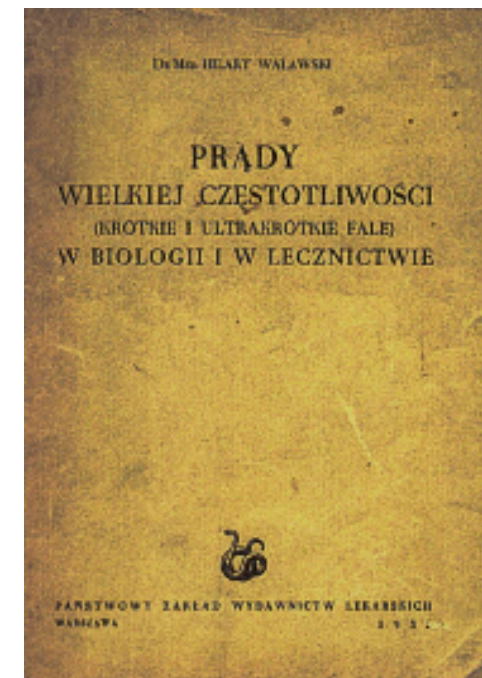 Dr Med. HILARY WALAWSKI
PRĄDY
WIELKIEJ CZĘSTOTLIWOŚCI
(KRÓTKIE I ULTRAKRÓTKIE FALE)
W BIOLOGII I W LECZNICTWIE
PAŃSTWOWY ZAKŁAD WYDAWNICTW LEKARSKICH
WARSZAWA